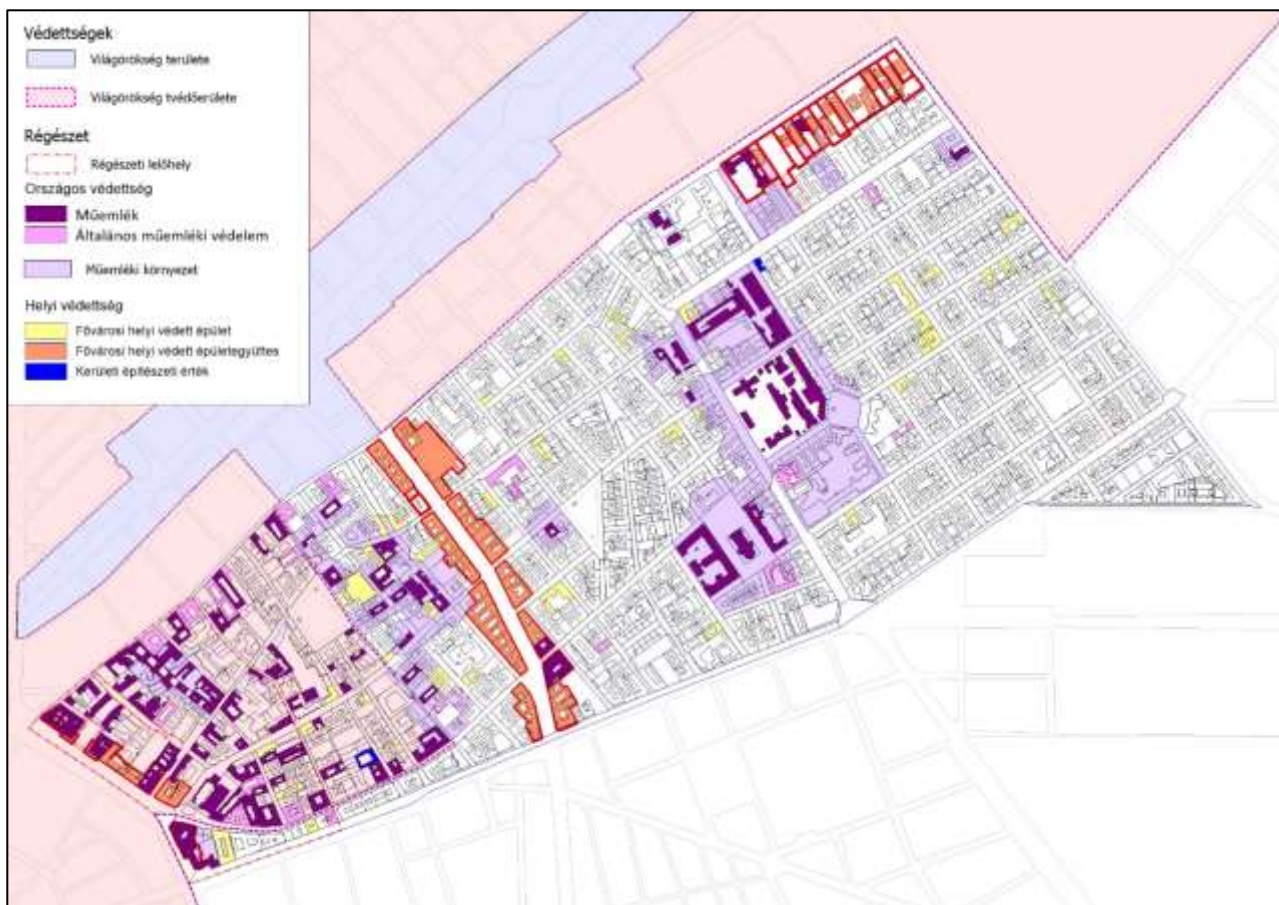 Védettségek
Világörökség területe
Világörökség tvédőerülete
Régészet
Régészeti lelőhely
Országos védettség
Műemlék
Általános műemléki védelem
Műemléki környezet
Helyi védettség
Fővárosi helyi védett épület
Fővárosi helyi védett épületegyüttes
Kerületi építészeti érték